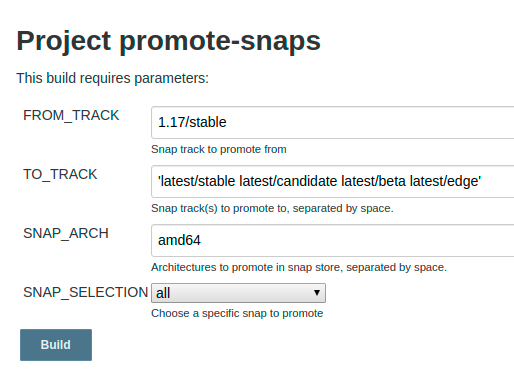 Project promote-snaps
This build requires parameters:
FROM_TRACK
1.17/stable
Snap track to promote from
TO_TRACK
'latest/stable latest/candidate latest/beta latest/edge'
Snap track(s) to promote to, separated by space.
SNAP_ARCH
amd64
Architectures to promote in snap store, separated by space.
SNAP_SELECTION
all
Choose a specific snap to promote
Build